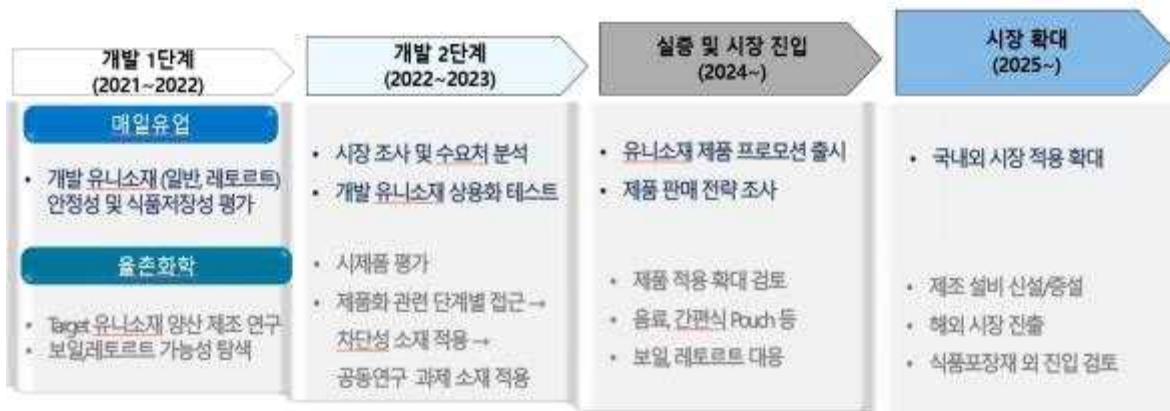 개발 1단계
(2021~2022)
매일유업
• 개발 유니소재 (일반, 레토르트)
안정성 및 식품저장성 평가
율촌화학
• Target 유니소재 양산 제조 연구
• 보일레토르트 가능성 탐색
개발 2단계
(2022~2023)
• 시장 조사 및 수요처 분석
• 개발 유니소재 상용화 테스트
• 시제품 평가
• 제품화 관련 단계별 접근 →
차단성 소재 적용 →
공동연구 과제 소재 적용
실증 및 시장 진입
(2024~)
• 유니소재 제품 프로모션 출시
• 제품 판매 전략 조사
• 제품 적용 확대 검토
• 음료, 간편식 Pouch 등
• 보일, 레토르트 대응
시장 확대
(2025~)
• 국내외 시장 적용 확대
• 제조 설비 신설/증설
• 해외 시장 진출
• 식품포장재 외 진입 검토